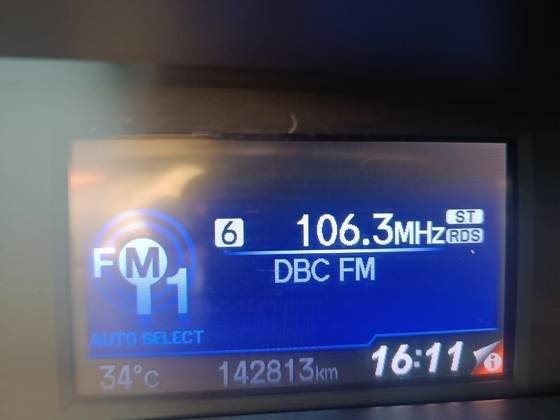 6 106.3MHz ST
RDS
FM1
DBC FM
AUTO SELECT
34°C 142813km 16:11 i